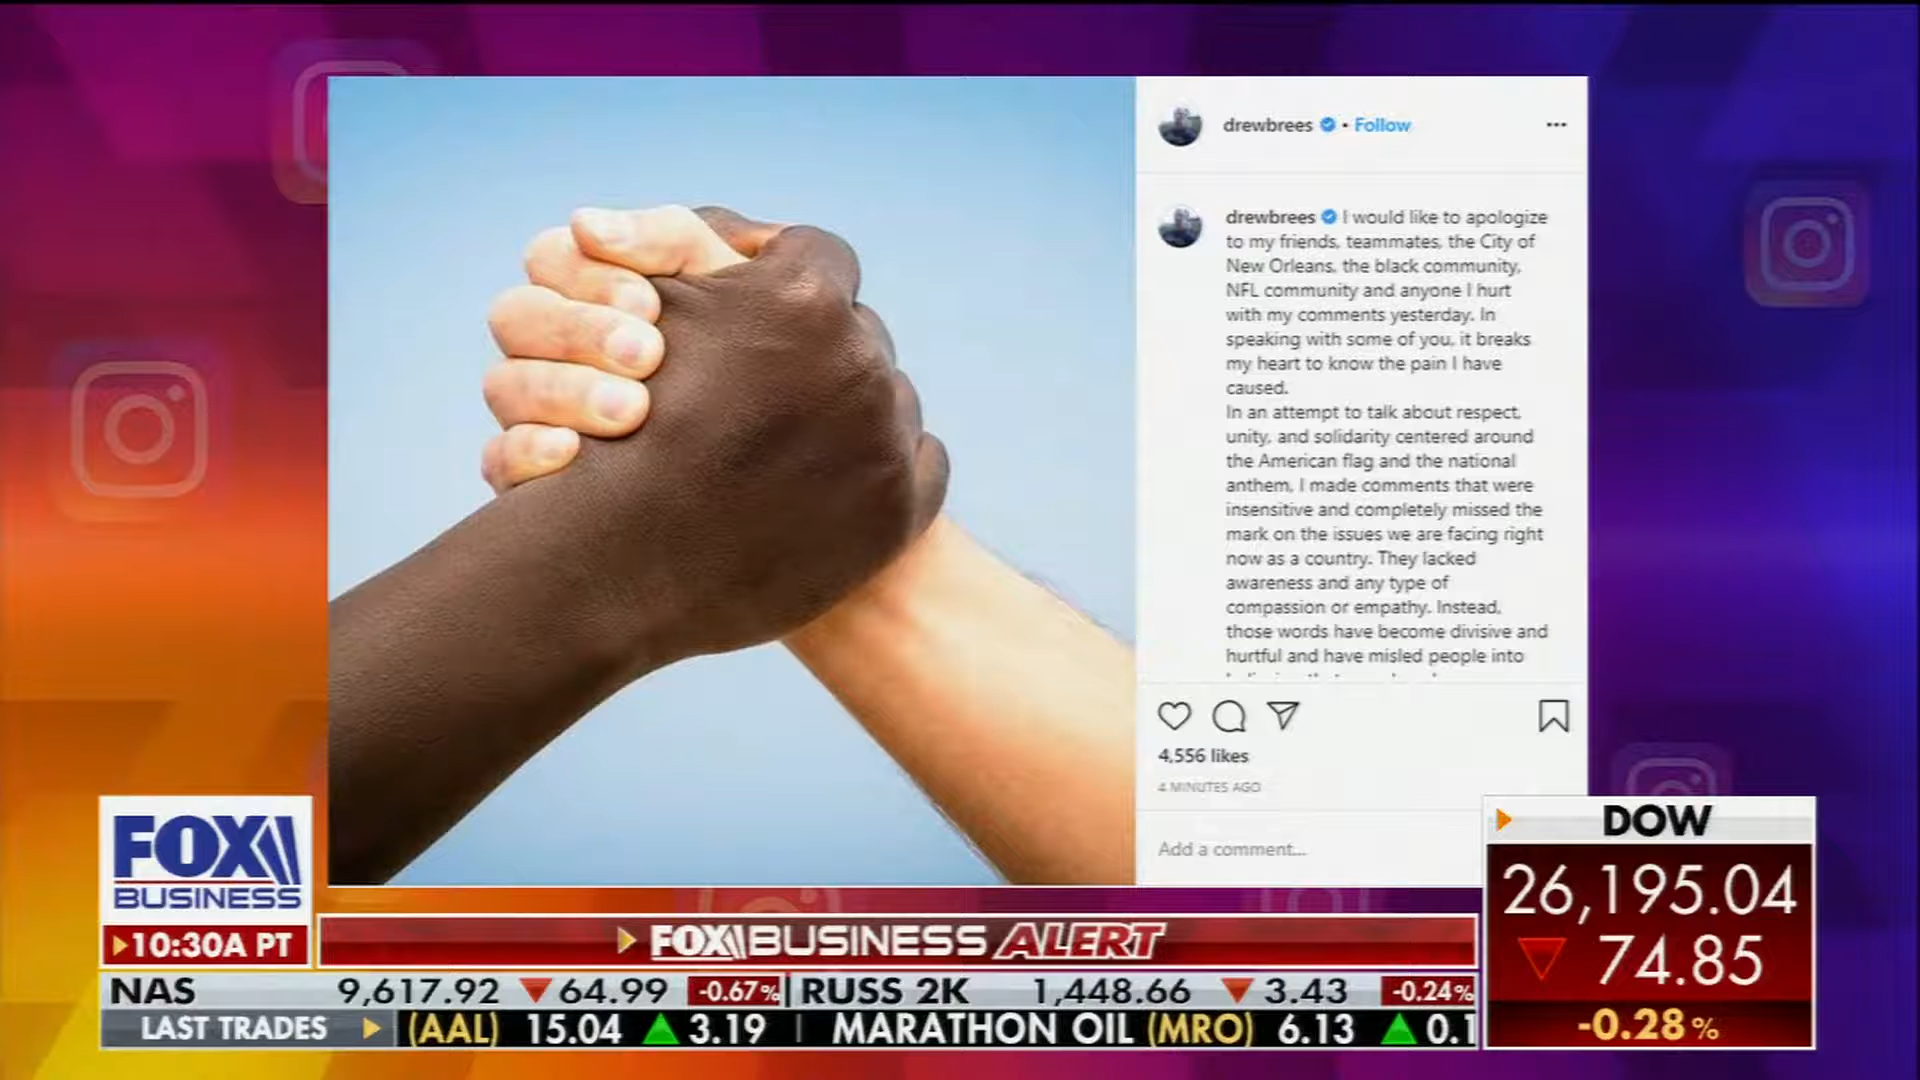 drewbrees • Follow
drewbrees I would like to apologize
to my friends, teammates, the City of
New Orleans, the black community,
NFL community and anyone I hurt
with my comments yesterday. In
speaking with some of you, it breaks
my heart to know the pain I have
caused.
In an attempt to talk about respect,
unity, and solidarity centered around
the American flag and the national
anthem, I made comments that were
insensitive and completely missed the
mark on the issues we are facing right
now as a country. They lacked
awareness and any type of
compassion or empathy. Instead,
those words have become divisive and
hurtful and have misled people into
4,556 likes
4 MINUTES AGO
Add a comment...
FOX
BUSINESS
10:30A PT
FOX BUSINESS ALERT
DOW
26,195.04
74.85
-0.28%
NAS 9,617.92 64.99 -0.67% RUSS 2K 1,448.66 3.43 -0.24%
LAST TRADES (AAL) 15.04 3.19 MARATHON OIL (MRO) 6.13 0.1